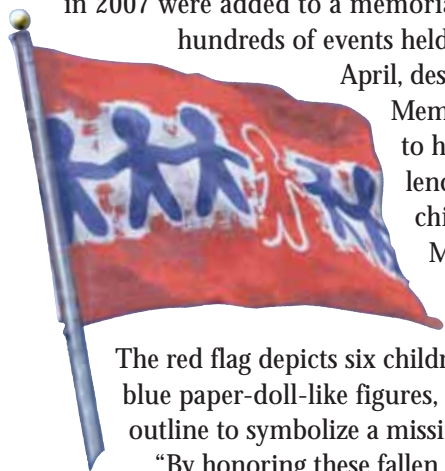 in 2007 were added to a memoria
hundreds of events held
April, des
Mem
to h
lenc
chi
M
The red flag depicts six childr
blue paper-doll-like figures,
outline to symbolize a missi
“By honoring these fallen